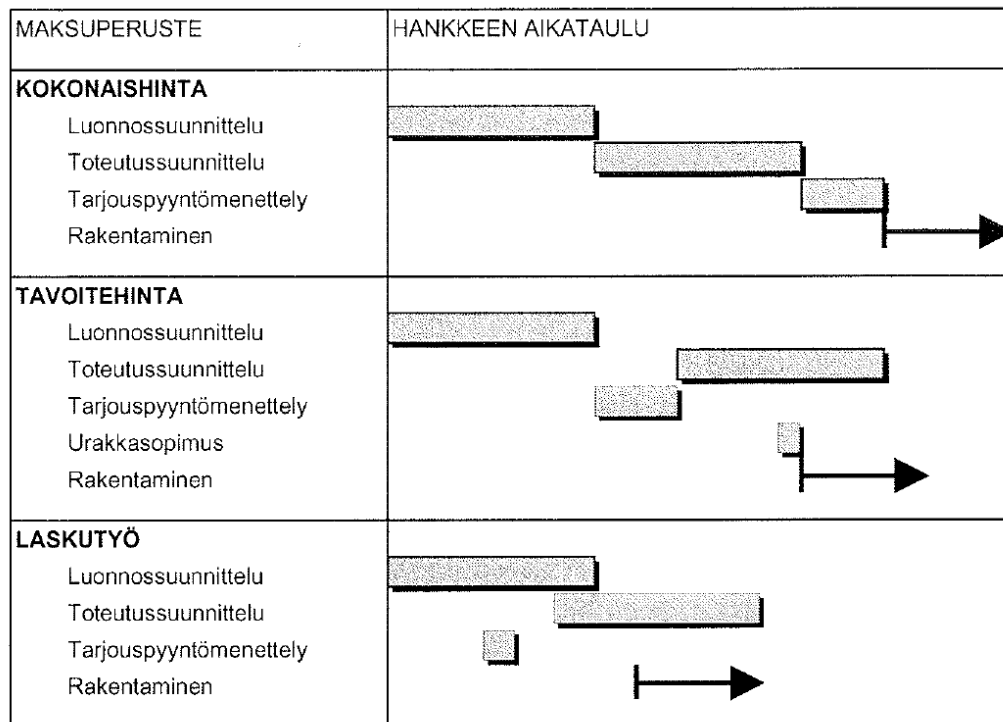 MAKSUPERUSTE
HANKKEEN AIKATAULU
KOKONAISHINTA
Luonnossuunnittelu
Toteutussuunnittelu
Tarjouspyyntömenettely
Rakentaminen
TAVOITEHINTA
Luonnossuunnittelu
Toteutussuunnittelu
Tarjouspyyntömenettely
Urakkasopimus
Rakentaminen
LASKUTYÖ
Luonnossuunnittelu
Toteutussuunnittelu
Tarjouspyyntömenettely
Rakentaminen